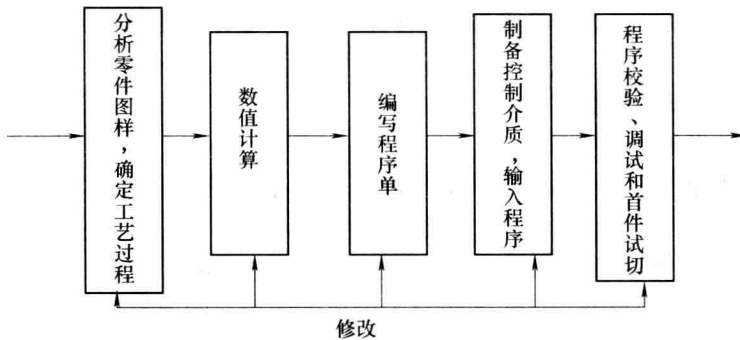 分析零件图样，确定工艺过程
数值计算
编写程序单
制备控制介质，输入程序
程序校验、调试和首件试切
修改